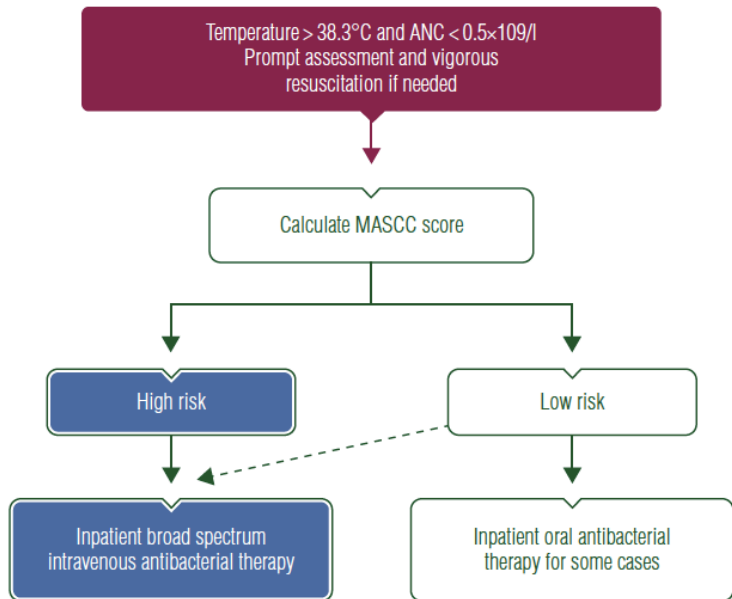 Temperature > 38.3°C and ANC < 0.5×109/l
Prompt assessment and vigorous
resuscitation if needed
Calculate MASCC score
High risk
Low risk
Inpatient broad spectrum
intravenous antibacterial therapy
Inpatient oral antibacterial
therapy for some cases